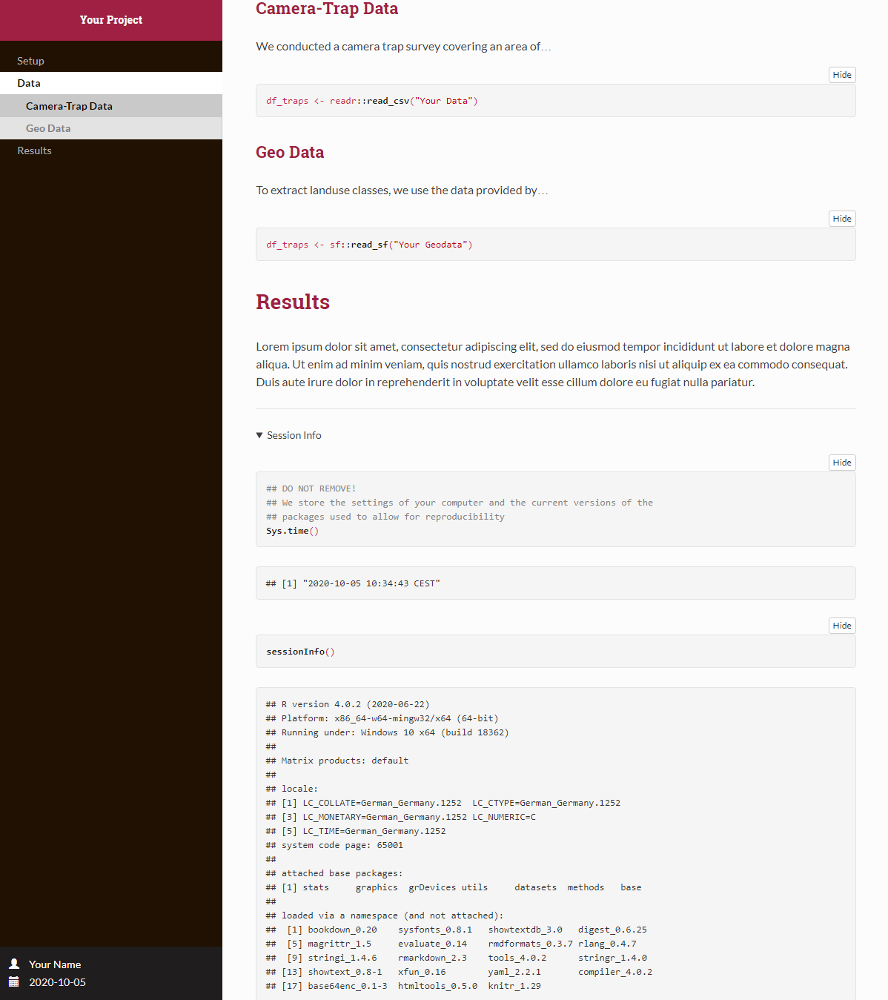 Your Project
Setup
Data
Camera-Trap Data
Geo Data
Results
Your Name
2020-10-05
Camera-Trap Data
We conducted a camera trap survey covering an area of…
Hide
df_traps <- readr::read_csv("Your Data")
Geo Data
To extract landuse classes, we use the data provided by…
Hide
df_traps <- sf::read_sf("Your Geodata")
Results
Lorem ipsum dolor sit amet, consectetur adipiscing elit, sed do eiusmod tempor incididunt ut labore et dolore magna
aliqua. Ut enim ad minim veniam, quis nostrud exercitation ullamco laboris nisi ut aliquip ex ea commodo consequat.
Duis aute irure dolor in reprehenderit in voluptate velit esse cillum dolore eu fugiat nulla pariatur.
▼ Session Info
Hide
## DO NOT REMOVE!
## We store the settings of your computer and the current versions of the
## packages used to allow for reproducibility
Sys.time()
## [1] "2020-10-05 10:34:43 CEST"
Hide
sessionInfo()
## R version 4.0.2 (2020-06-22)
## Platform: x86_64-w64-mingw32/x64 (64-bit)
## Running under: Windows 10 x64 (build 18362)
##
## Matrix products: default
##
## locale:
## [1] LC_COLLATE=German_Germany.1252  LC_CTYPE=German_Germany.1252
## [3] LC_MONETARY=German_Germany.1252 LC_NUMERIC=C
## [5] LC_TIME=German_Germany.1252
## system code page: 65001
##
## attached base packages:
## [1] stats     graphics  grDevices utils     datasets  methods   base
##
## loaded via a namespace (and not attached):
##  [1] bookdown_0.20    sysfonts_0.8.1   showtextdb_3.0   digest_0.6.25
##  [5] magrittr_1.5     evaluate_0.14    rmdformats_0.3.7 rlang_0.4.7
##  [9] stringi_1.4.6    rmarkdown_2.3    tools_4.0.2      stringr_1.4.0
## [13] showtext_0.8-1   xfun_0.16        yaml_2.2.1       compiler_4.0.2
## [17] base64enc_0.1-3  htmltools_0.5.0  knitr_1.29